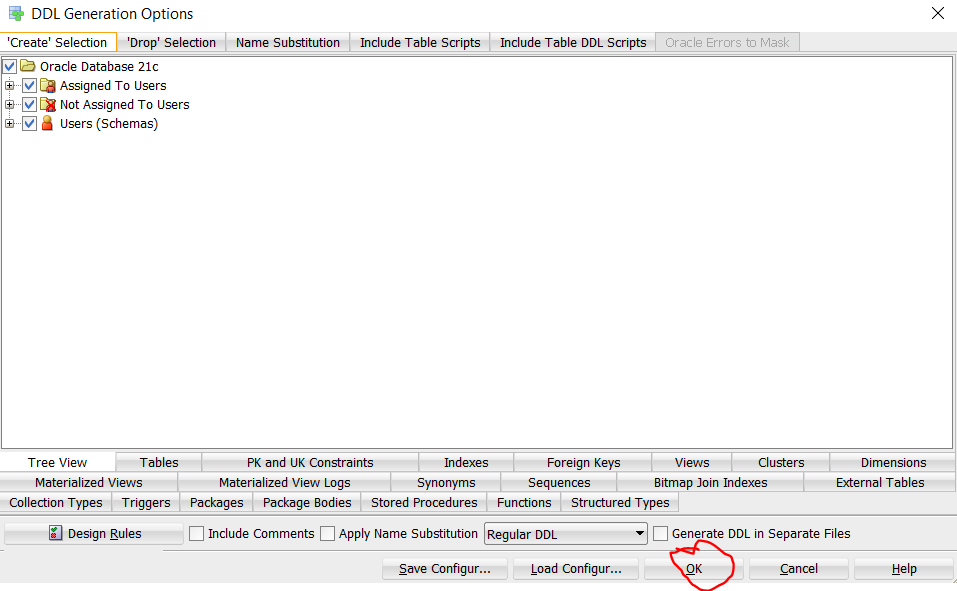 DDL Generation Options
'Create' Selection 'Drop' Selection Name Substitution Include Table Scripts Include Table DDL Scripts Oracle Errors to Mask
Oracle Database 21c
Assigned To Users
Not Assigned To Users
Users (Schemas)
Tree View Tables PK and UK Constraints Indexes Foreign Keys Views Clusters Dimensions
Materialized Views Materialized View Logs Synonyms Sequences Bitmap Join Indexes External Tables
Collection Types Triggers Packages Package Bodies Stored Procedures Functions Structured Types
Design Rules Include Comments Apply Name Substitution Regular DDL Generate DDL in Separate Files
Save Configur... Load Configur... OK Cancel Help